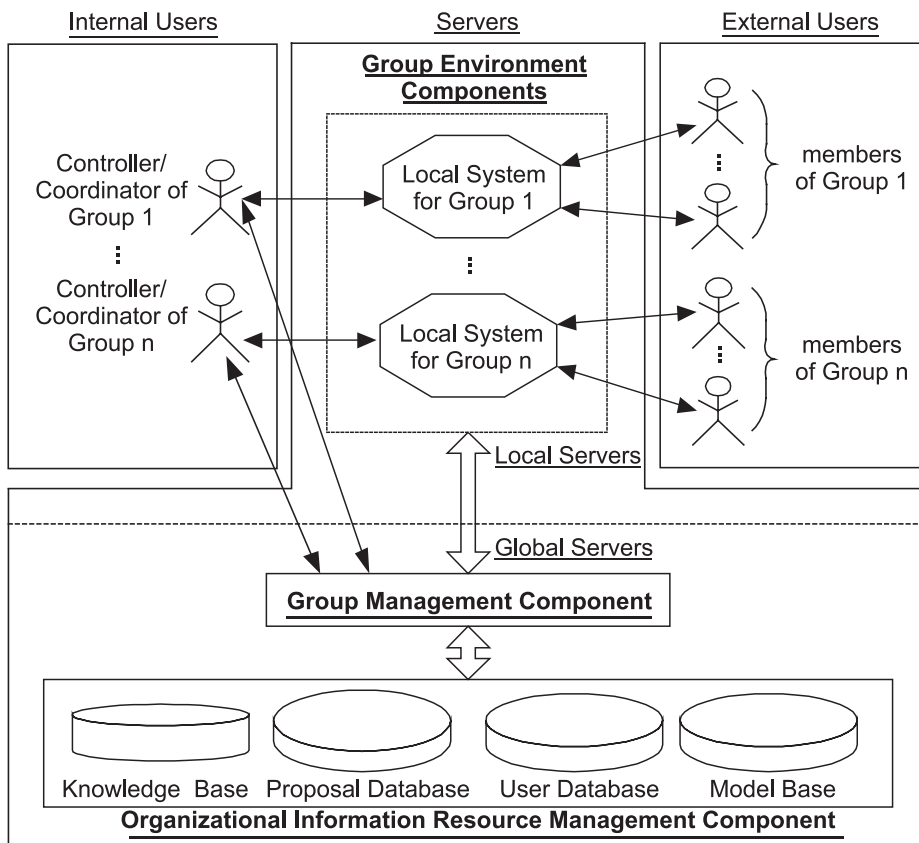 Internal Users
Servers
External Users
Group Environment
Components
Controller/
Coordinator of
Group 1
Local System
for Group 1
members
of Group 1
Controller/
Coordinator of
Group n
Local System
for Group n
members
of Group n
Local Servers
Global Servers
Group Management Component
Knowledge Base
Proposal Database
User Database
Model Base
Organizational Information Resource Management Component